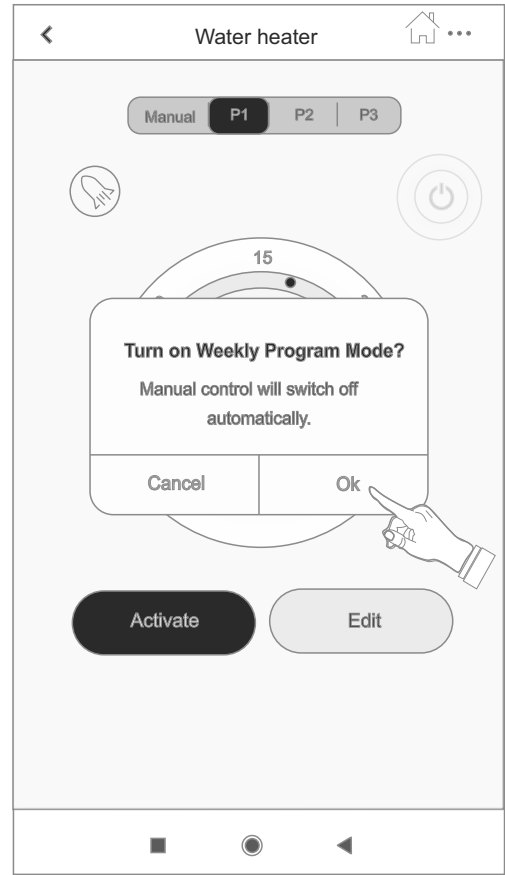 Water heater
Manual P1 P2 P3
15
Turn on Weekly Program Mode?
Manual control will switch off
automatically.
Cancel Ok
Activate Edit